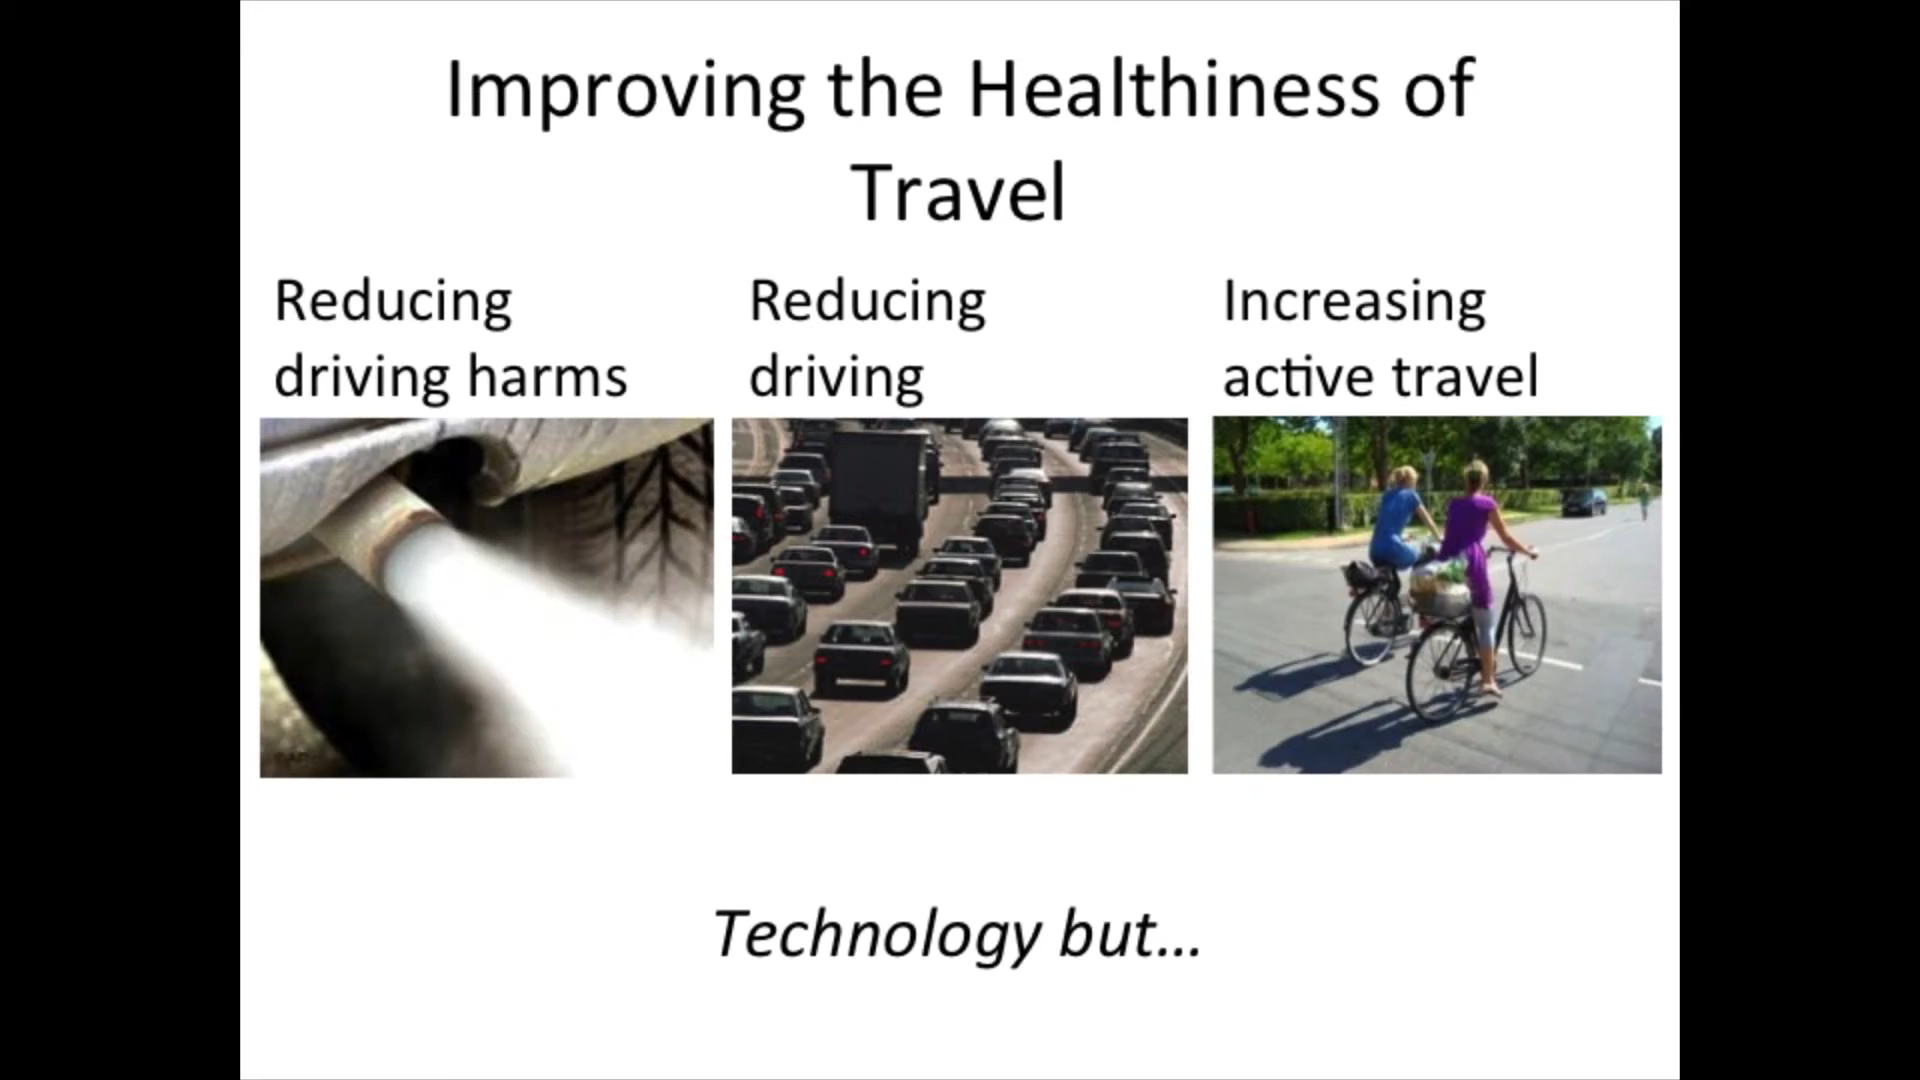 Improving the Healthiness of
Travel
Reducing
driving harms
Reducing
driving
Increasing
active travel
Technology but...